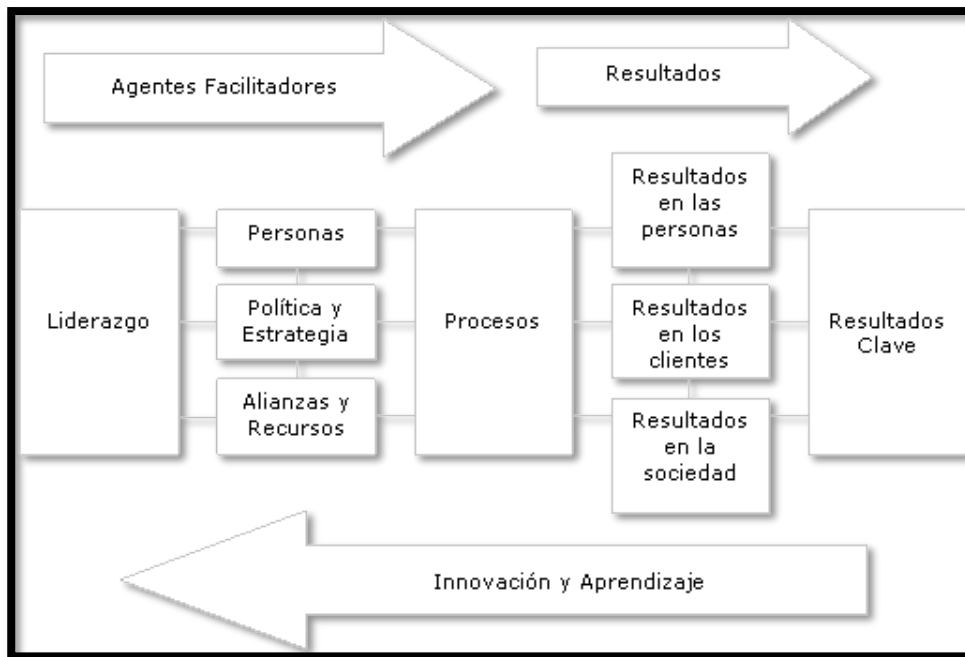 Agentes Facilitadores
Resultados
Liderazgo
Personas
Política y
Estrategia
Alianzas y
Recursos
Procesos
Resultados
en las
personas
Resultados
en los
clientes
Resultados
en la
sociedad
Resultados
Clave
Innovación y Aprendizaje